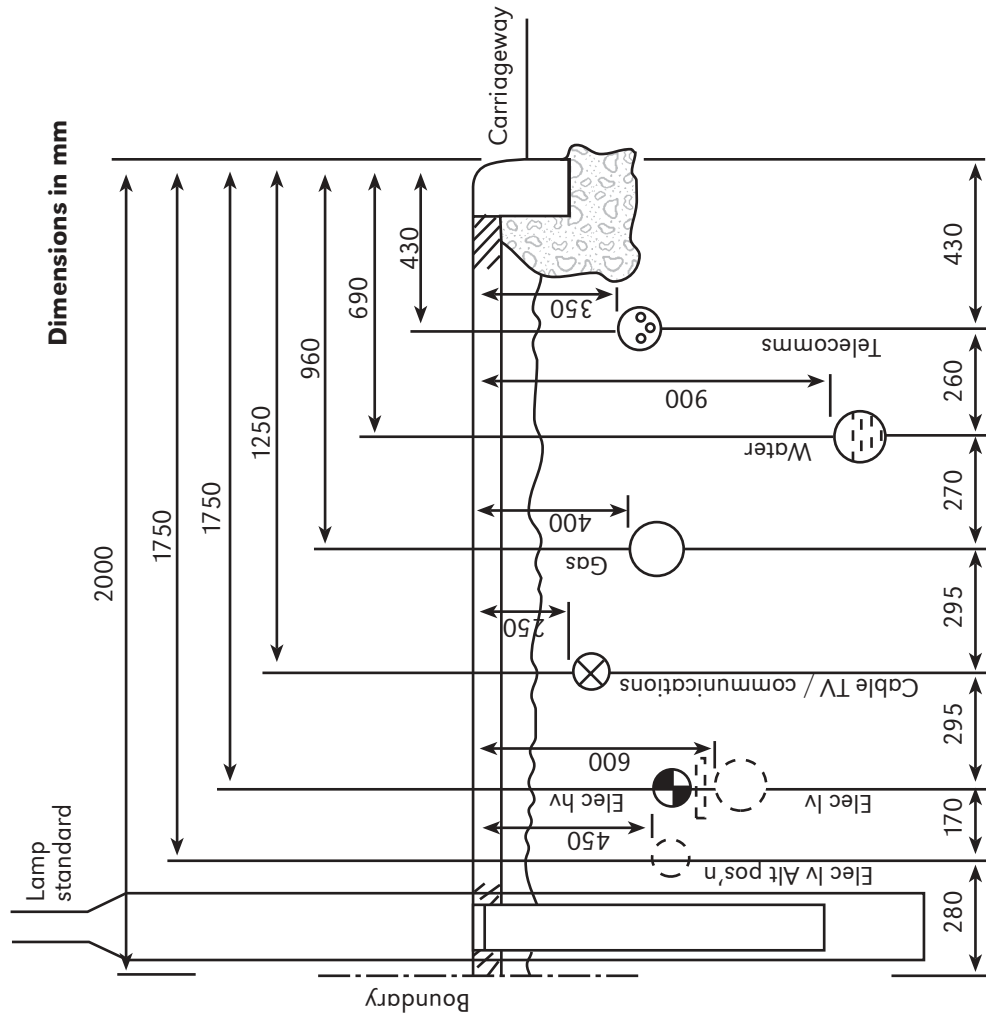 Dimensions in mm
Carriageway
Lamp
standard
2000
1750
1750
1250
960
690
430
350
900
400
250
600
450
Telecomms
Water
Gas
Cable TV / communications
Elec hv
Elec lv
Elec lv Alt pos'n
Boundary
430
260
270
295
295
170
280